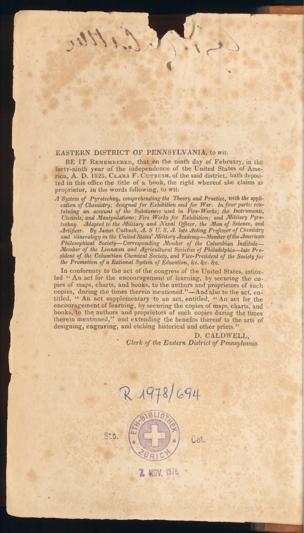 EASTERN DISTRICT OF PENNSYLVANIA, to wit:
BE IT REMEMBERED, that on the ninth day of February, in the
forty-ninth year of the independence of the United States of Ame-
rica, A. D. 1825, CLARA F. CUTBUSH, of the said district, hath depos-
ited in this office the title of a book, the right whereof she claims as
proprietor, in the words following, to wit:
A System of Pyrotechny, comprehending the Theory and Practice, with the appli-
cation of Chemistry; designed for Exhibition and for War. In four parts: con-
taining an account of the Substances used in Fire-Works; the Instruments,
Utensils, and Manipulations; Fire Works for Exhibition; and Military Pyro-
techny. Adapted to the Military and Naval Officer, the Man of Science, and
Artificer. By James Cutbush, A. S. U. S. A. late Acting Professor of Chemistry
and Mineralogy in the United States' Military Academy—Member of the American
Philosophical Society—Corresponding Member of the Columbian Institute—
Member of the Linnæan and Agricultural Societies of Philadelphia—late Pre-
sident of the Columbian Chemical Society, and Vice-President of the Society for
the Promotion of a Rational System of Education, &c. &c. &c.
In conformity to the act of the congress of the United States, intitu-
led "An act for the encouragement of learning, by securing the co-
pies of maps, charts, and books, to the authors and proprietors of such
copies, during the times therein mentioned."—And also to the act, en-
titled, "An act supplementary to an act, entitled, "An act for the
encouragement of learning, by securing the copies of maps, charts, and
books, to the authors and proprietors of such copies during the times
therein mentioned," and extending the benefits thereof to the arts of
designing, engraving, and etching historical and other prints."
D. CALDWELL,
Clerk of the Eastern District of Pennsylvania.
R 1978/694
Sto. ETH-BIBLIOTHEK Cat.
ZÜRICH
2. NOV. 1978